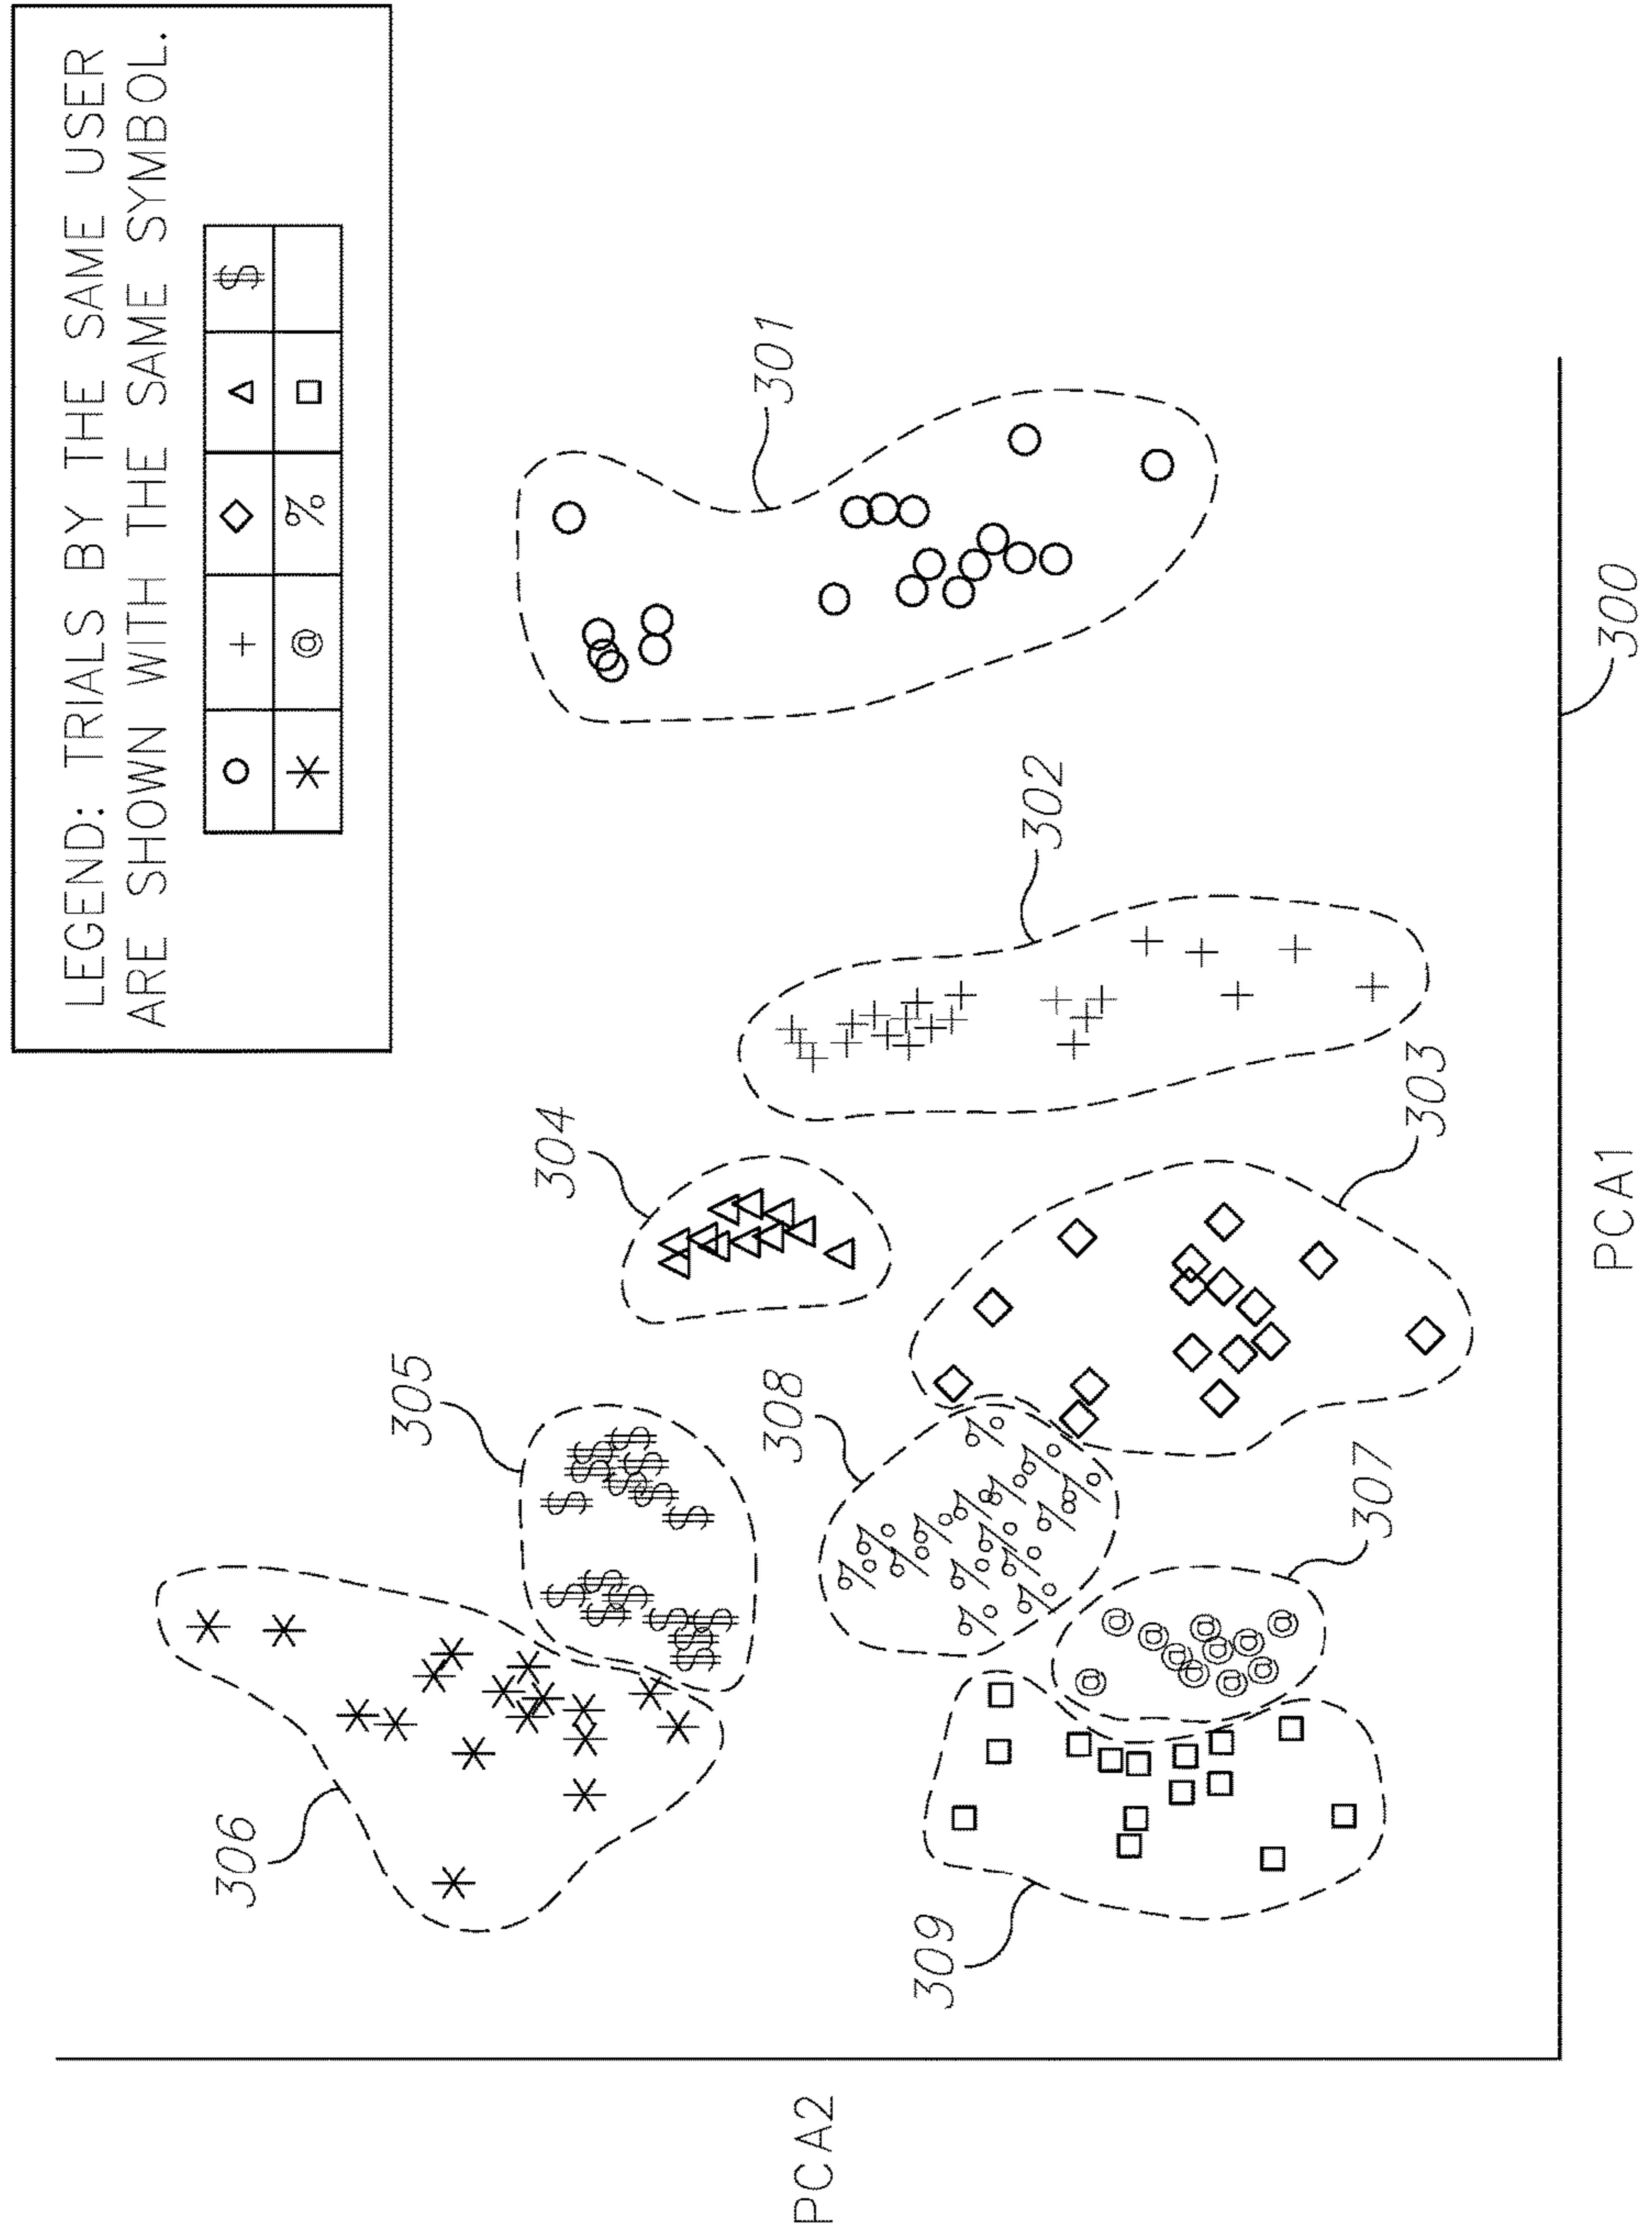 LEGEND: TRIALS BY THE SAME USER
ARE SHOWN WITH THE SAME SYMBOL.
○ + ◇ △ $
* @ % □
301
302
303
304
305
306
307
308
309
300
PCA1
PCA2